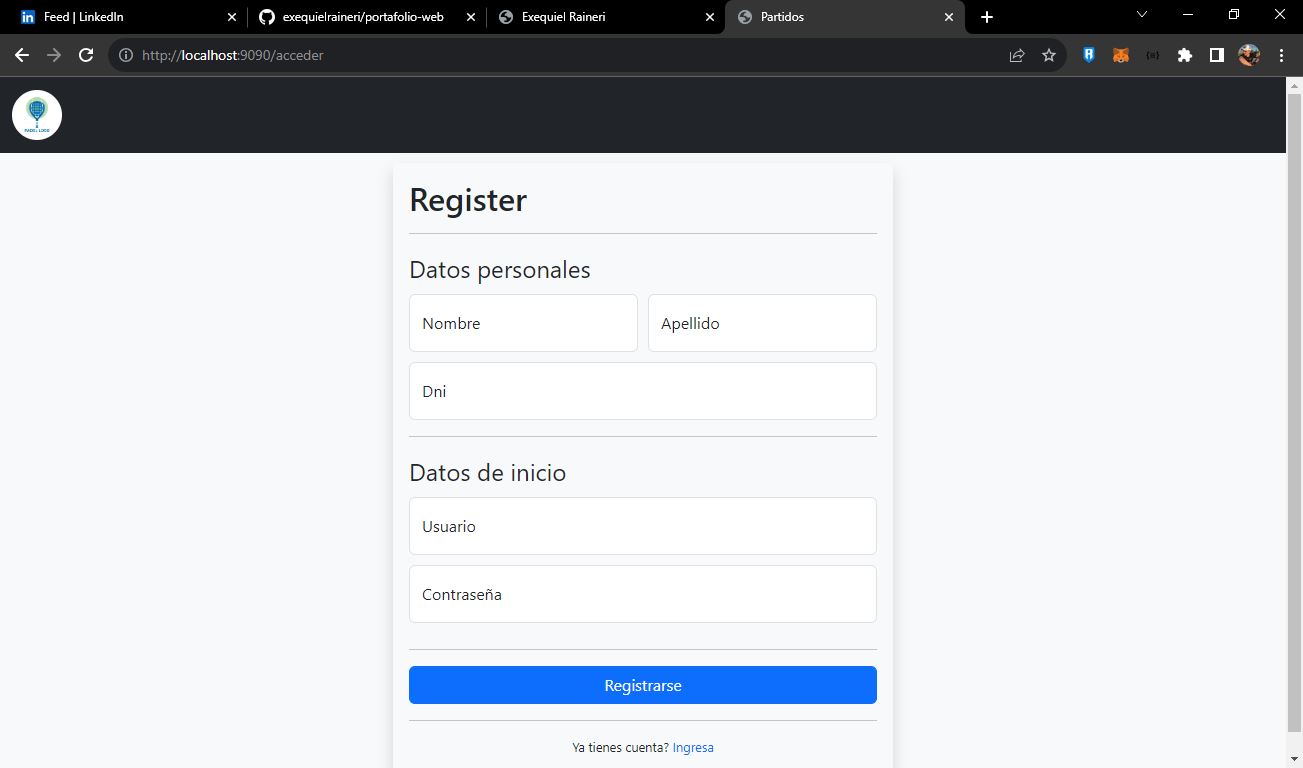 Feed | LinkedIn
exequielraineri/portafolio-web
Exequiel Raineri
Partidos
http://localhost:9090/acceder
PADEL LOGO
Register
Datos personales
Nombre
Apellido
Dni
Datos de inicio
Usuario
Contraseña
Registrarse
Ya tienes cuenta? Ingresa